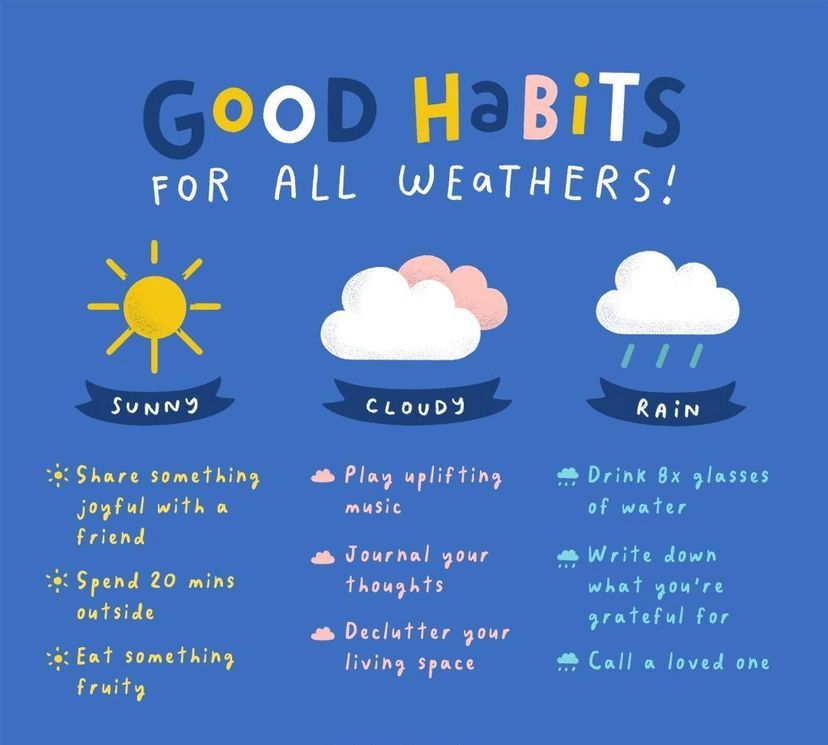 GOOD HaBiTS
FOR ALL WEaTHERS!
SUNNY
Share something
joyful with a
friend
Spend 20 mins
outside
Eat something
fruity
CLOUDY
Play uplifting
music
Journal your
thoughts
Declutter your
living space
RAiN
Drink 8x glasses
of water
Write down
what you're
grateful for
Call a loved one